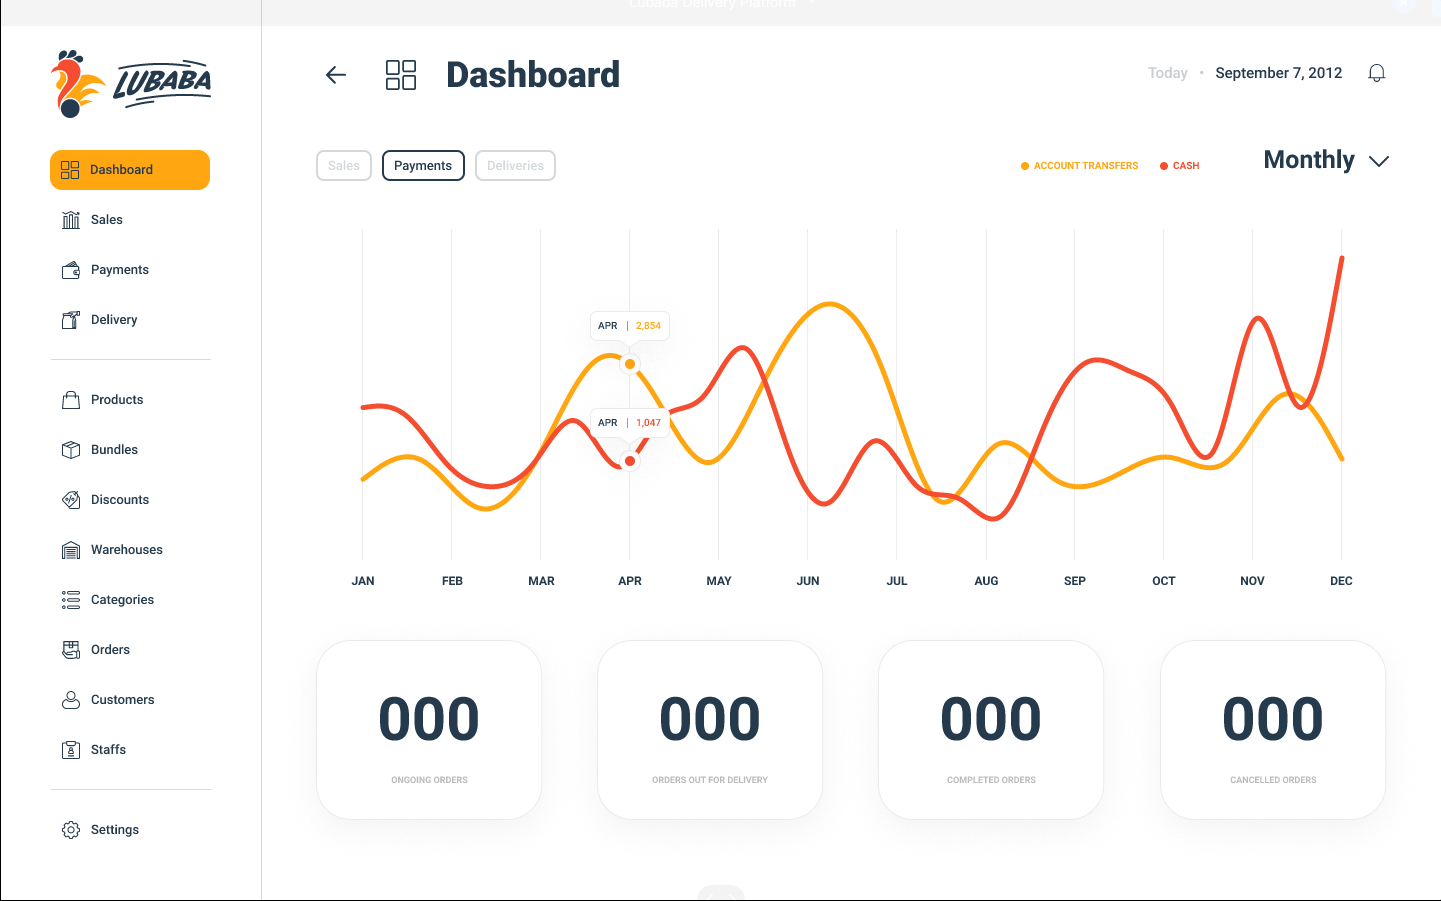 Lubaba Delivery Platform
LUBABA
Dashboard
Sales
Payments
Delivery
Products
Bundles
Discounts
Warehouses
Categories
Orders
Customers
Staffs
Settings
Dashboard
Today • September 7, 2012
Sales Payments Deliveries
ACCOUNT TRANSFERS CASH
Monthly
APR | 2,854
APR | 1,047
JAN FEB MAR APR MAY JUN JUL AUG SEP OCT NOV DEC
000
ONGOING ORDERS
000
ORDERS OUT FOR DELIVERY
000
COMPLETED ORDERS
000
CANCELLED ORDERS